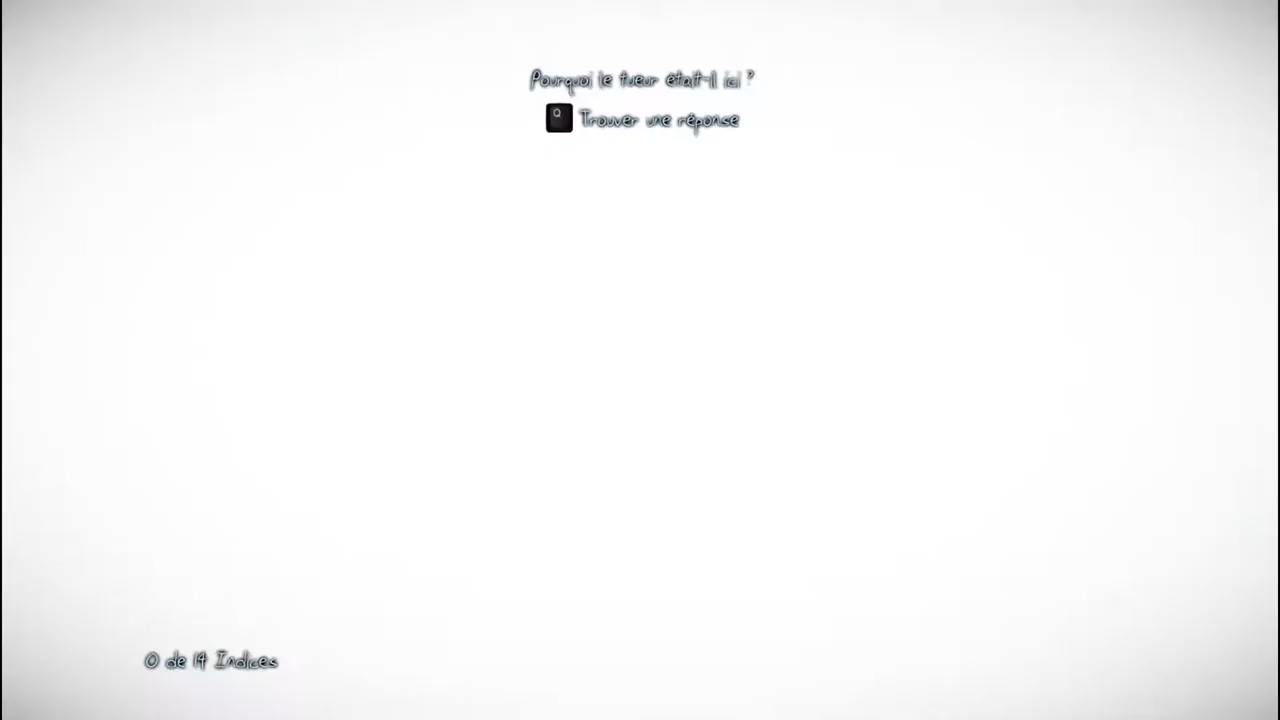 Pourquoi le tueur était-il ici ?
Q Trouver une réponse
0 de 14 Indices